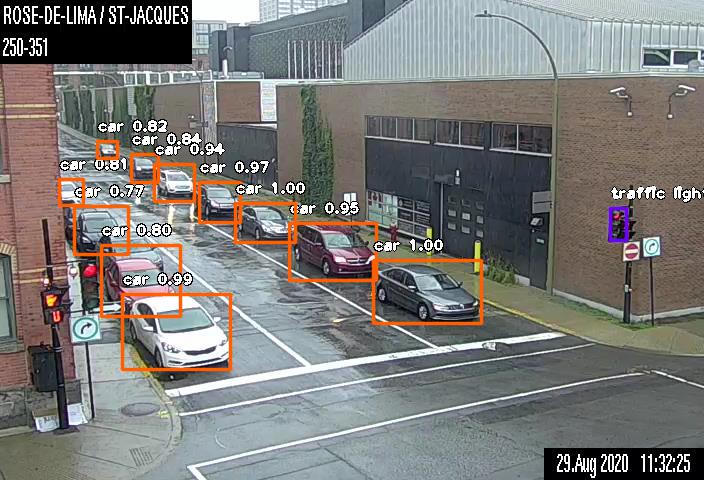 ROSE-DE-LIMA / ST-JACQUES
250-351
car 0.82
car 0.84
car 0.94
car 0.81
car 0.97
car 0.77
car 1.00
car 0.95
car 0.80
car 1.00
car 0.99
traffic ligh
29.Aug 2020 11:32:25